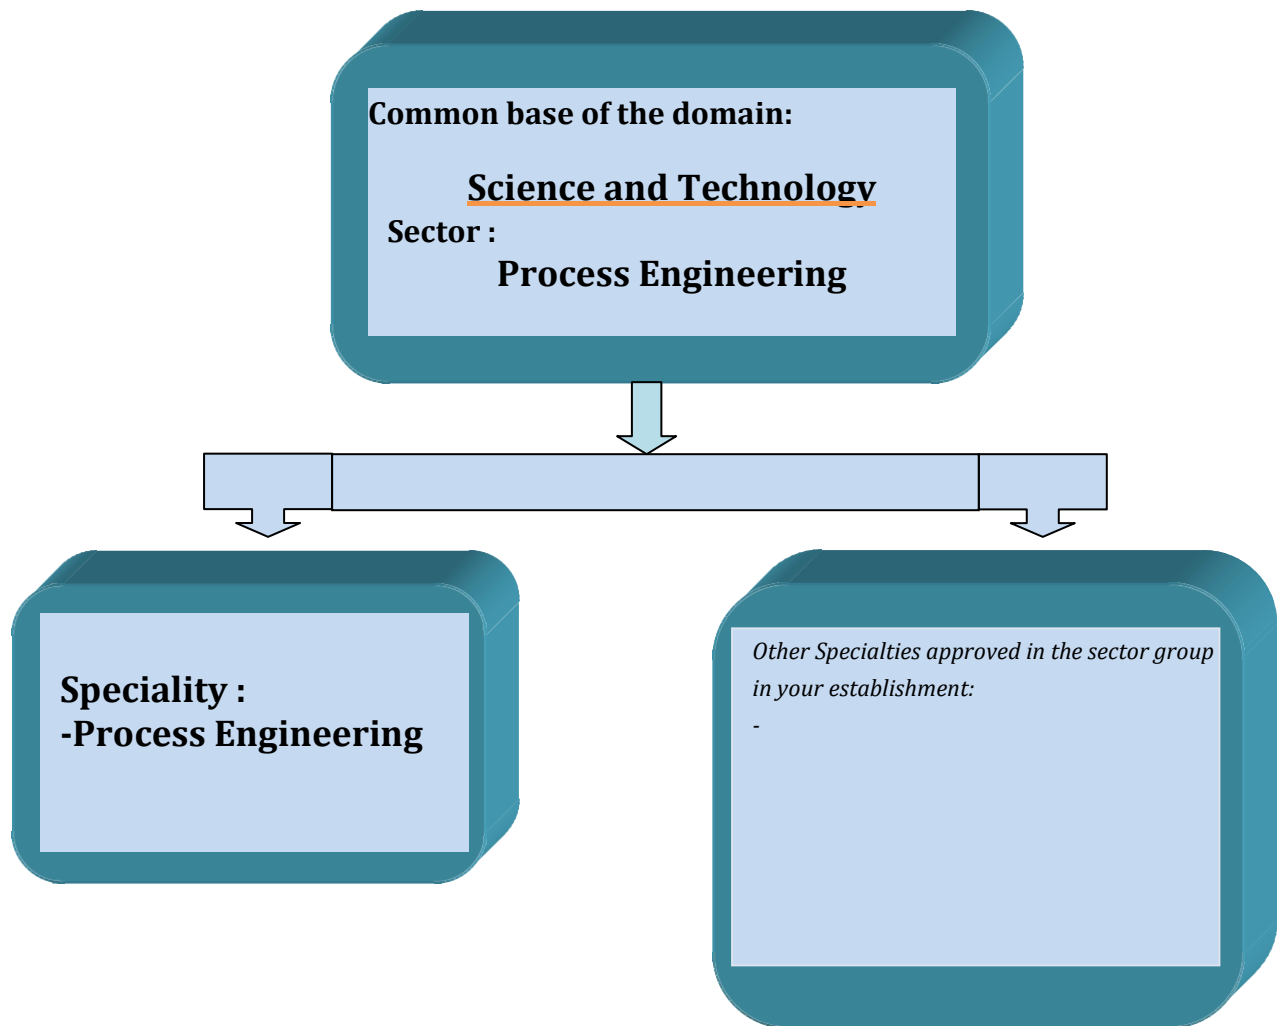 Common base of the domain:
Science and Technology
Sector :
Process Engineering
Speciality :
-Process Engineering
Other Specialties approved in the sector group
in your establishment:
-